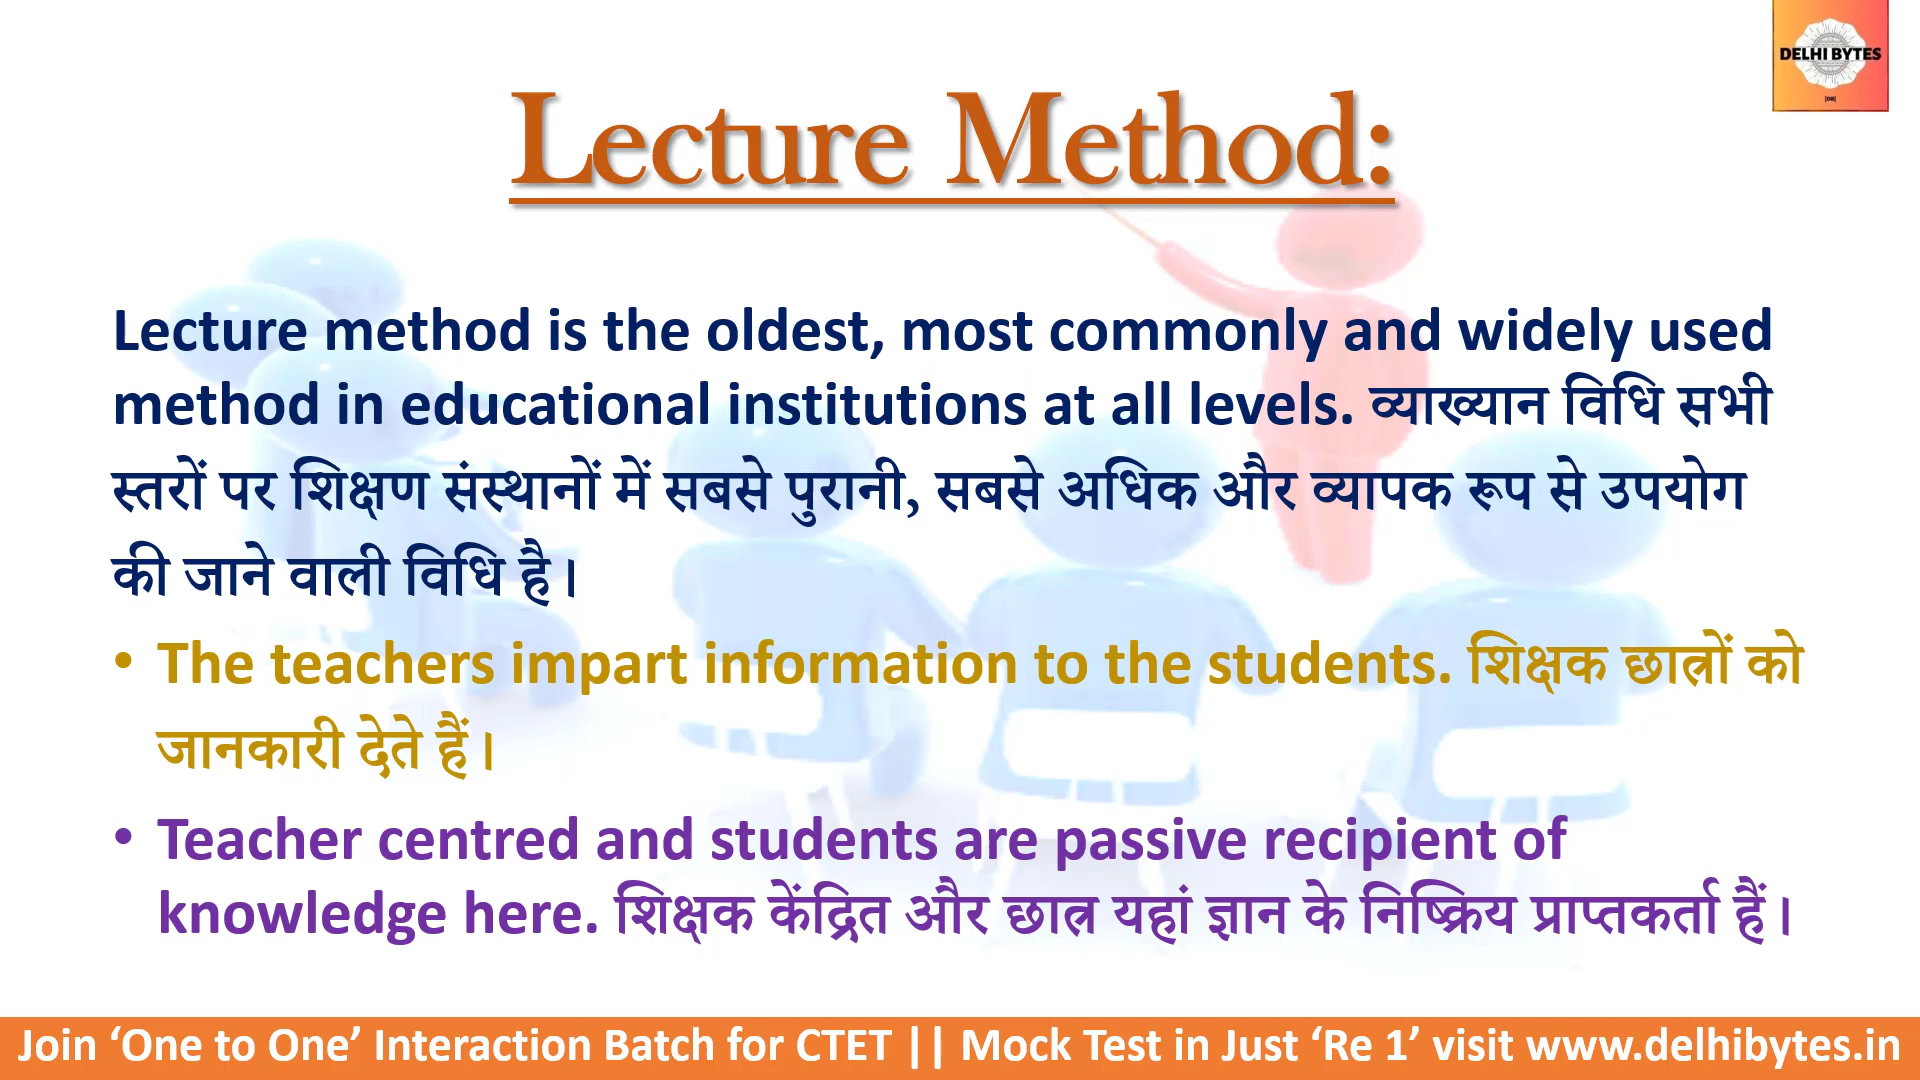 DELHI BYTES
|DB|
Lecture Method:
Lecture method is the oldest, most commonly and widely used
method in educational institutions at all levels. व्याख्यान विधि सभी
स्तरों पर शिक्षण संस्थानों में सबसे पुरानी, सबसे अधिक और व्यापक रूप से उपयोग
की जाने वाली विधि है।
• The teachers impart information to the students. शिक्षक छात्रों को
जानकारी देते हैं।
• Teacher centred and students are passive recipient of
knowledge here. शिक्षक केंद्रित और छात्र यहां ज्ञान के निष्क्रिय प्राप्तकर्ता हैं।
Join ‘One to One’ Interaction Batch for CTET || Mock Test in Just ‘Re 1’ visit www.delhibytes.in